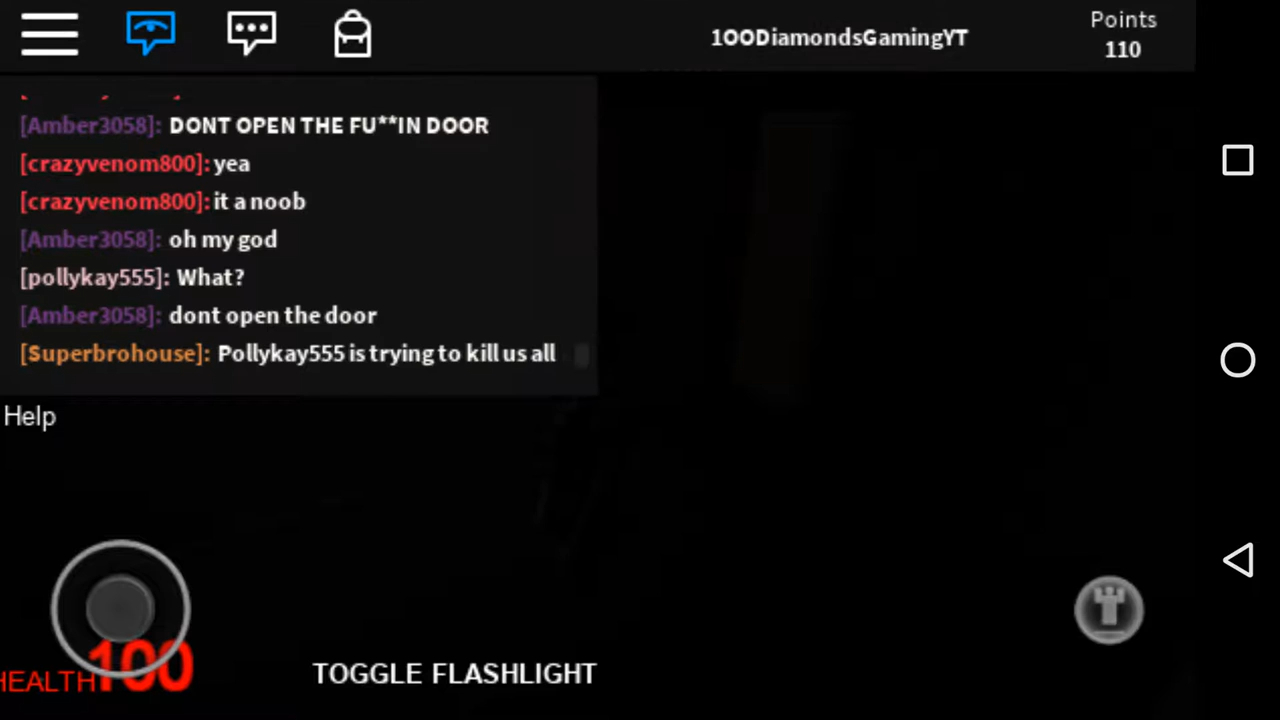 100DiamondsGamingYT
Points
110
[Amber3058]: DONT OPEN THE FU**IN DOOR
[crazyvenom800]: yea
[crazyvenom800]: it a noob
[Amber3058]: oh my god
[pollykay555]: What?
[Amber3058]: dont open the door
[Superbrohouse]: Pollykay555 is trying to kill us all
Help
HEALTH 100
TOGGLE FLASHLIGHT